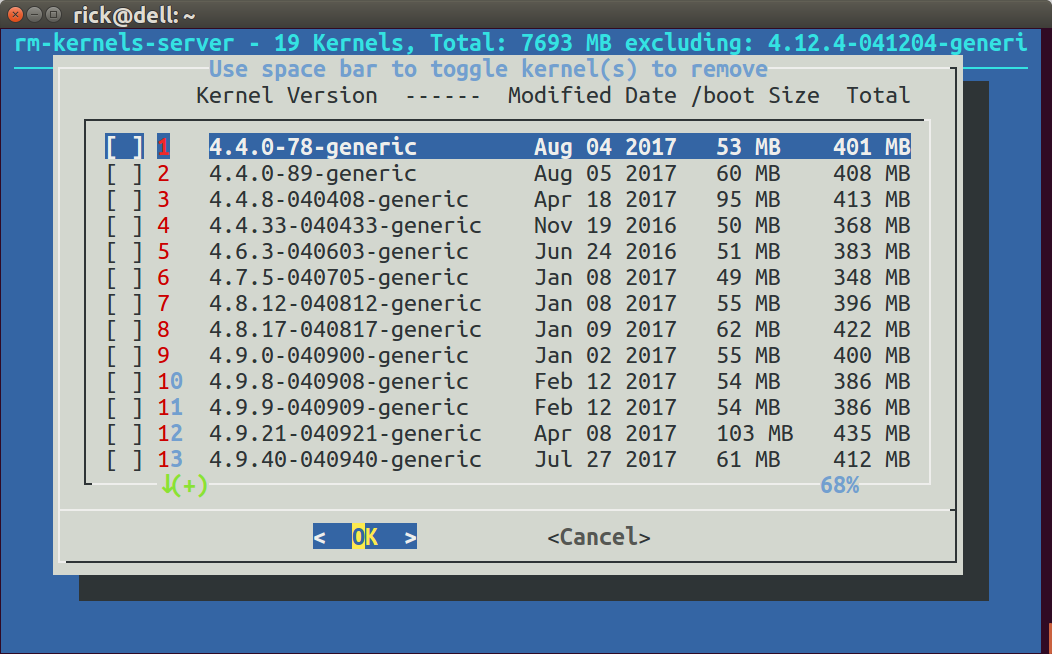 rick@dell: ~
rm-kernels-server - 19 Kernels, Total: 7693 MB excluding: 4.12.4-041204-generi
Use space bar to toggle kernel(s) to remove
Kernel Version  ------  Modified Date /boot Size  Total
[ ] 1  4.4.0-78-generic  Aug 04 2017  53 MB  401 MB
[ ] 2  4.4.0-89-generic  Aug 05 2017  60 MB  408 MB
[ ] 3  4.4.8-040408-generic  Apr 18 2017  95 MB  413 MB
[ ] 4  4.4.33-040433-generic  Nov 19 2016  50 MB  368 MB
[ ] 5  4.6.3-040603-generic  Jun 24 2016  51 MB  383 MB
[ ] 6  4.7.5-040705-generic  Jan 08 2017  49 MB  348 MB
[ ] 7  4.8.12-040812-generic  Jan 08 2017  55 MB  396 MB
[ ] 8  4.8.17-040817-generic  Jan 09 2017  62 MB  422 MB
[ ] 9  4.9.0-040900-generic  Jan 02 2017  55 MB  400 MB
[ ] 10  4.9.8-040908-generic  Feb 12 2017  54 MB  386 MB
[ ] 11  4.9.9-040909-generic  Feb 12 2017  54 MB  386 MB
[ ] 12  4.9.21-040921-generic  Apr 08 2017  103 MB  435 MB
[ ] 13  4.9.40-040940-generic  Jul 27 2017  61 MB  412 MB
↓(+)  68%
<  OK  >  <Cancel>